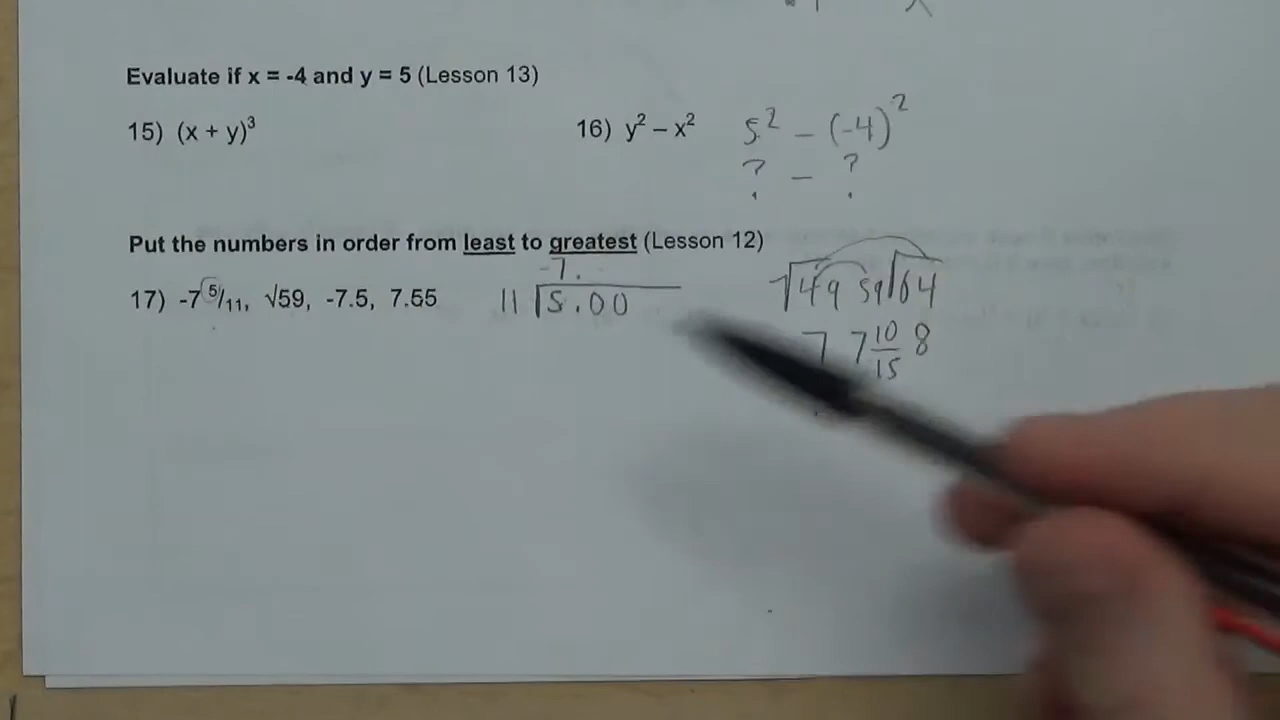 Evaluate if x = -4 and y = 5 (Lesson 13)
15) (x + y)³
16) y² – x² 5² – (-4)²
? – ?
Put the numbers in order from least to greatest (Lesson 12)
-7.
17) -7 5/11, √59, -7.5, 7.55 11 5.00 √49 59 √64
7 7 10/15 8